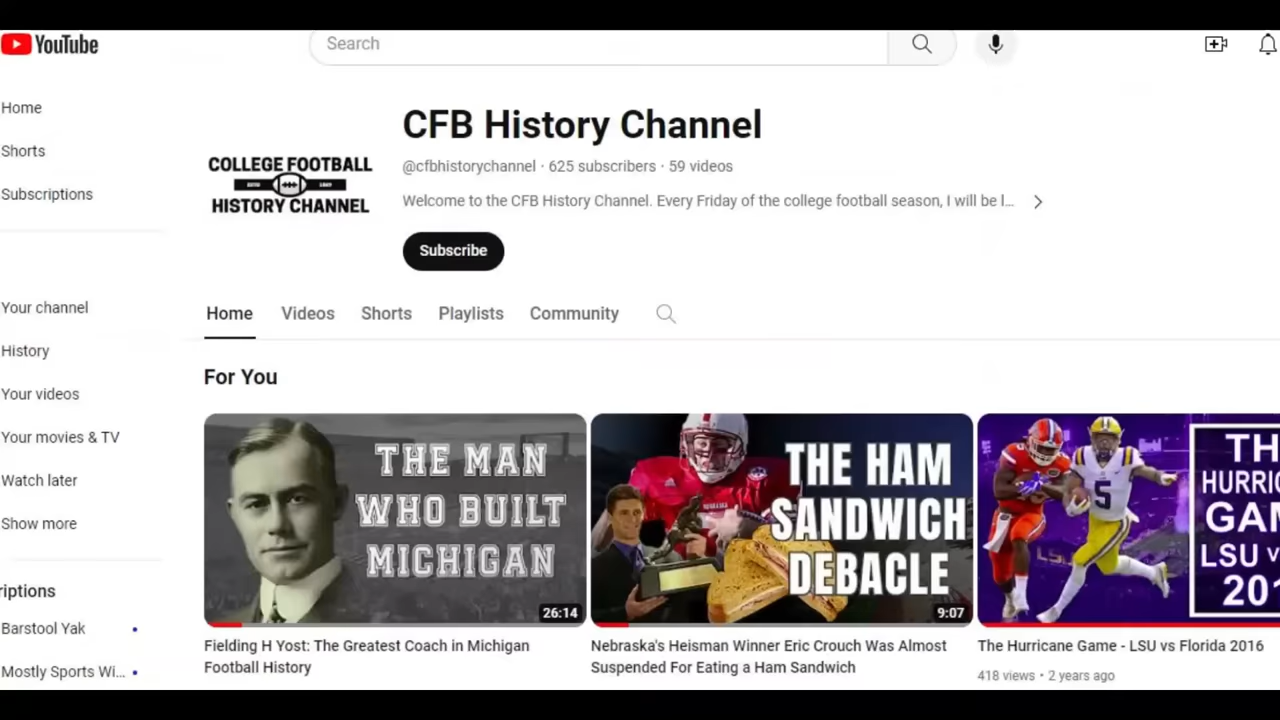 YouTube
Search
Home
Shorts
Subscriptions
Your channel
History
Your videos
Your movies & TV
Watch later
Show more
riptions
Barstool Yak
Mostly Sports Wi...
COLLEGE FOOTBALL
HISTORY CHANNEL
CFB History Channel
@cfbhistorychannel · 625 subscribers · 59 videos
Welcome to the CFB History Channel. Every Friday of the college football season, I will be l...
Subscribe
Home Videos Shorts Playlists Community
For You
THE MAN
WHO BUILT
MICHIGAN
26:14
Fielding H Yost: The Greatest Coach in Michigan
Football History
THE HAM
SANDWICH
DEBACLE
9:07
Nebraska's Heisman Winner Eric Crouch Was Almost
Suspended For Eating a Ham Sandwich
TH
HURRIC
GAM
LSU v
201
The Hurricane Game - LSU vs Florida 2016
418 views • 2 years ago